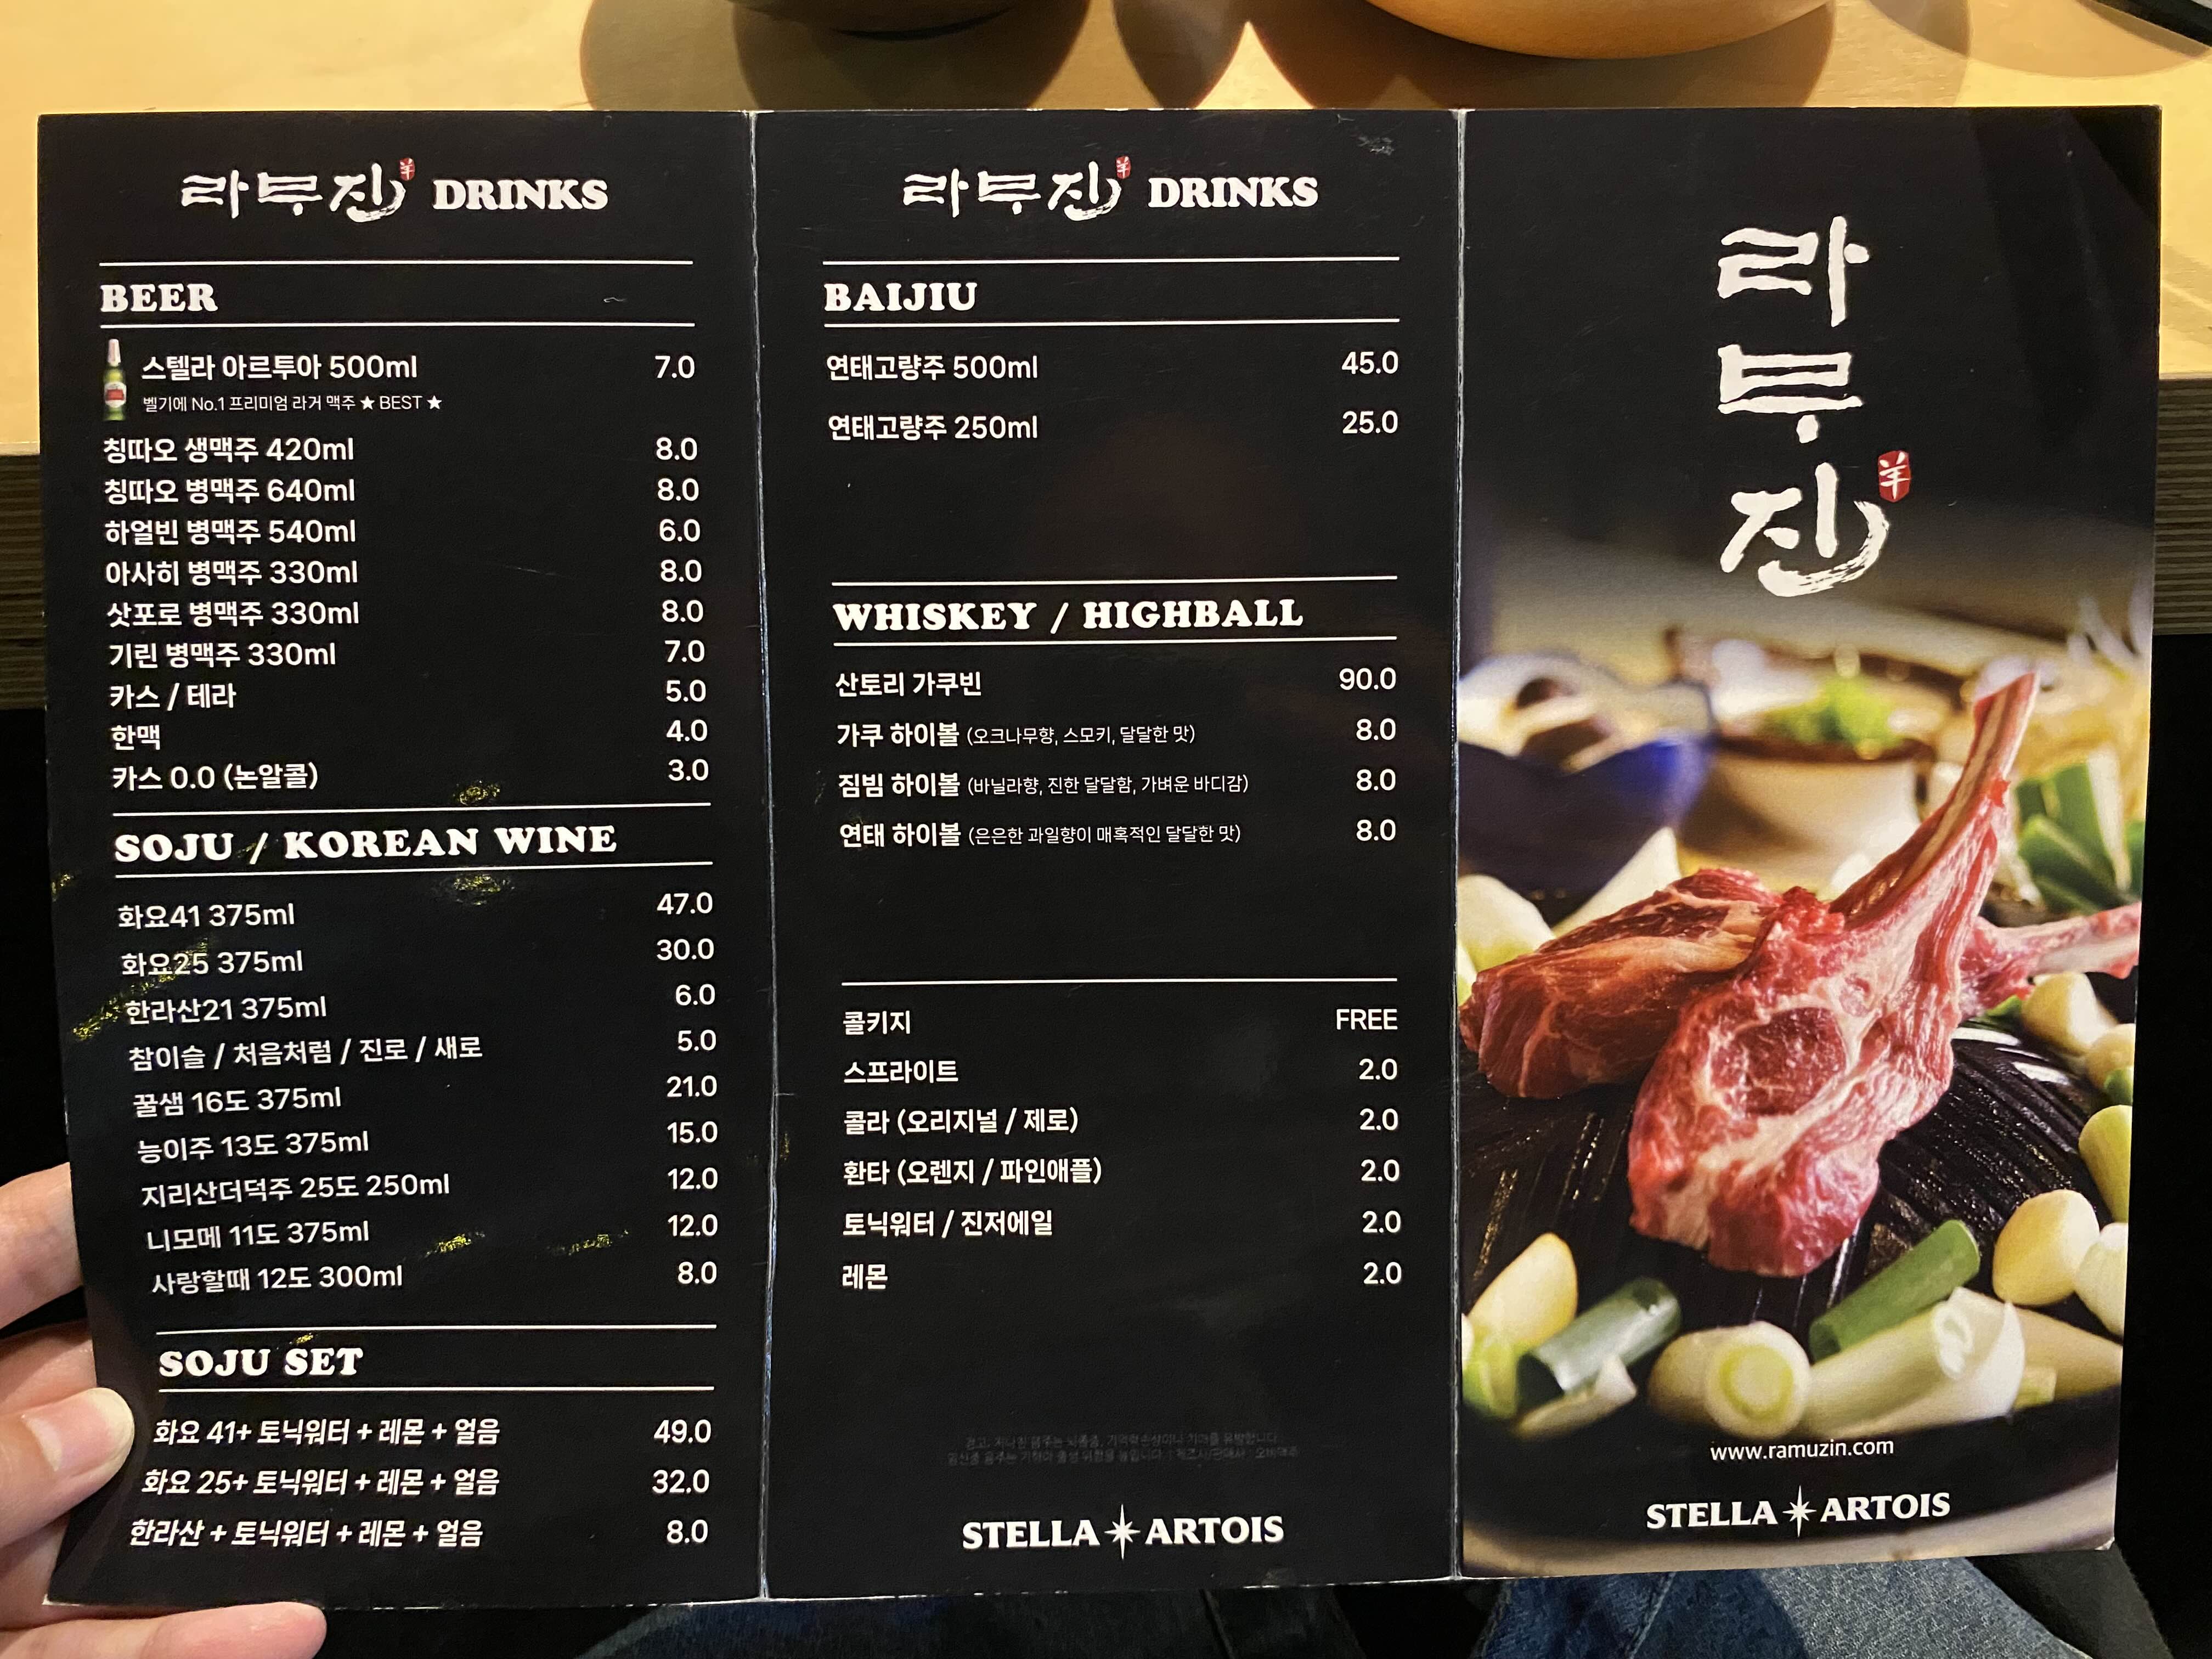 라무진 羊 DRINKS
BEER
스텔라 아르투아 500ml 7.0
벨기에 No.1 프리미엄 라거 맥주 ★ BEST ★
칭따오 생맥주 420ml 8.0
칭따오 병맥주 640ml 8.0
하얼빈 병맥주 540ml 6.0
아사히 병맥주 330ml 8.0
삿포로 병맥주 330ml 8.0
기린 병맥주 330ml 7.0
카스 / 테라 5.0
한맥 4.0
카스 0.0 (논알콜) 3.0
SOJU / KOREAN WINE
화요41 375ml 47.0
화요25 375ml 30.0
한라산21 375ml 6.0
참이슬 / 처음처럼 / 진로 / 새로 5.0
꿀샘 16도 375ml 21.0
능이주 13도 375ml 15.0
지리산더덕주 25도 250ml 12.0
니모메 11도 375ml 12.0
사랑할때 12도 300ml 8.0
SOJU SET
화요 41+ 토닉워터 + 레몬 + 얼음 49.0
화요 25+ 토닉워터 + 레몬 + 얼음 32.0
한라산 + 토닉워터 + 레몬 + 얼음 8.0
라무진 羊 DRINKS
BAIJIU
연태고량주 500ml 45.0
연태고량주 250ml 25.0
WHISKEY / HIGHBALL
산토리 가쿠빈 90.0
가쿠 하이볼 (오크나무향, 스모키, 달달한 맛) 8.0
짐빔 하이볼 (바닐라향, 진한 달달함, 가벼운 바디감) 8.0
연태 하이볼 (은은한 과일향이 매혹적인 달달한 맛) 8.0
콜키지 FREE
스프라이트 2.0
콜라 (오리지널 / 제로) 2.0
환타 (오렌지 / 파인애플) 2.0
토닉워터 / 진저에일 2.0
레몬 2.0
STELLA ARTOIS
라
무
진 羊
www.ramuzin.com
STELLA ARTOIS